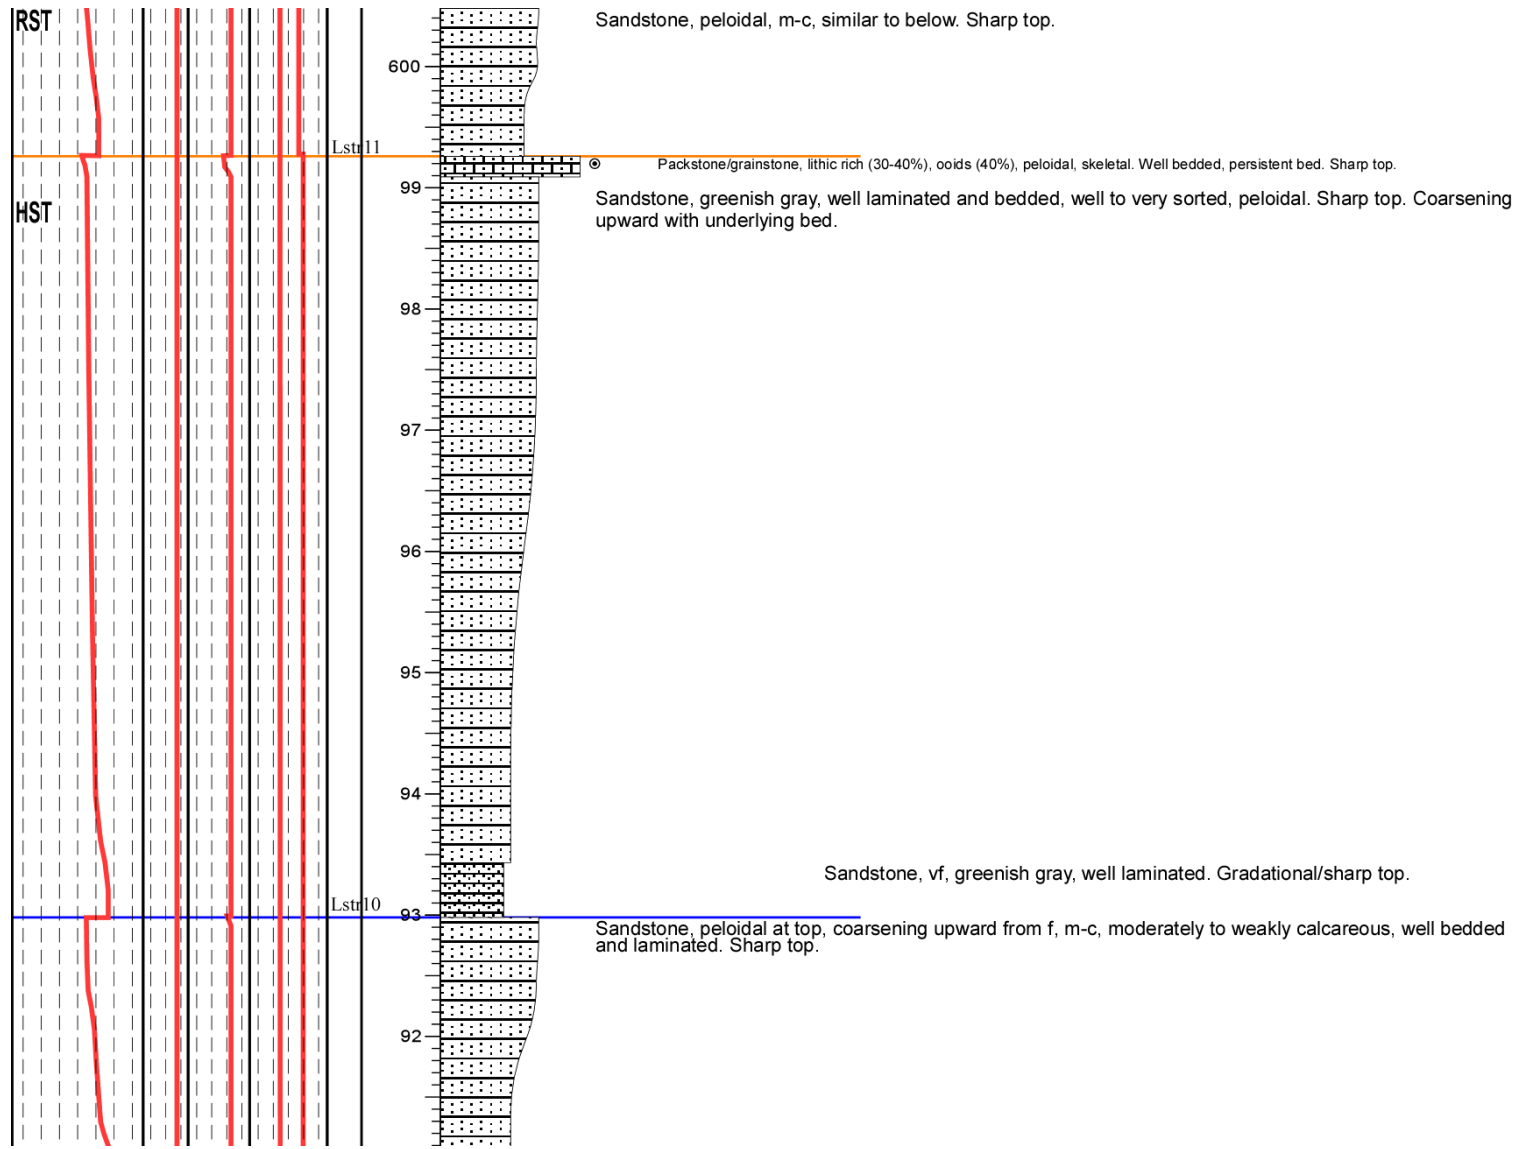 RST
Sandstone, peloidal, m-c, similar to below. Sharp top.
600
Lstr11
Packstone/grainstone, lithic rich (30-40%), ooids (40%), peloidal, skeletal. Well bedded, persistent bed. Sharp top.
99
HST
Sandstone, greenish gray, well laminated and bedded, well to very sorted, peloidal. Sharp top. Coarsening
upward with underlying bed.
98
97
96
95
94
Sandstone, vf, greenish gray, well laminated. Gradational/sharp top.
Lstr10
93
Sandstone, peloidal at top, coarsening upward from f, m-c, moderately to weakly calcareous, well bedded
and laminated. Sharp top.
92